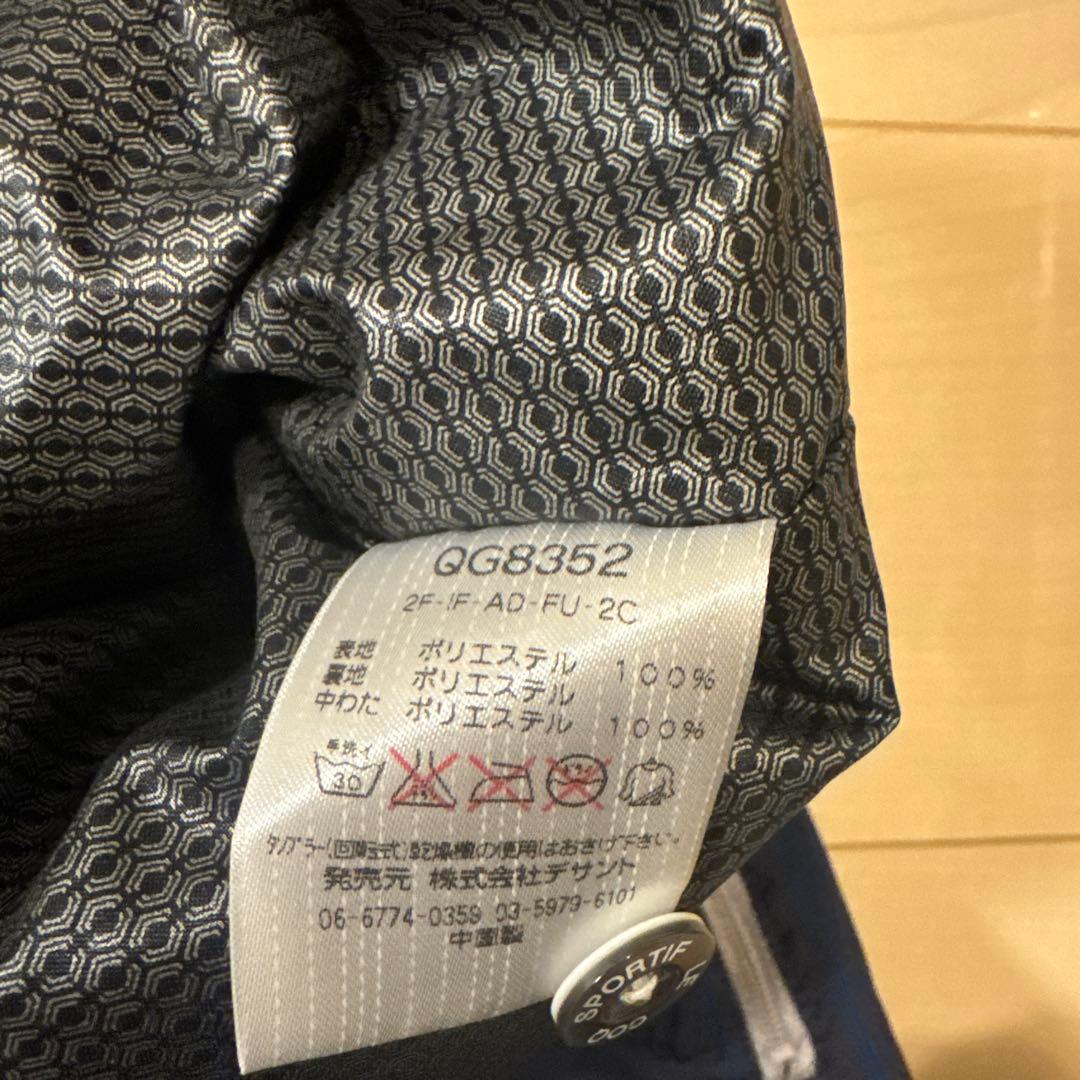 QG8352
2F-IF-AD-FU-2C
表地 ポリエステル 100%
裏地 ポリエステル
中わた ポリエステル 100%
手洗イ
30
タンブラー(回転式)乾燥機の使用はおさけ下さい。
発売元 株式会社デサント
06-6774-0359 03-5979-6101
中国製
SPORTIF LE COQ